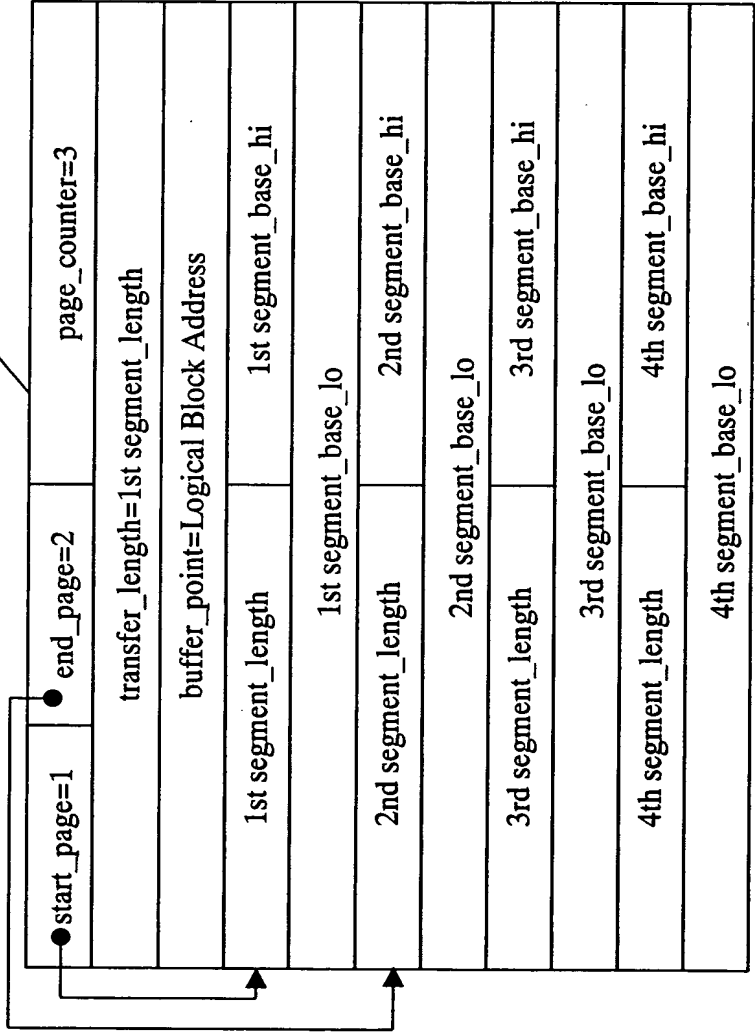 start_page=1 end_page=2 page_counter=3
transfer_length=1st segment_length
buffer_point=Logical Block Address
1st segment_length 1st segment_base_hi
1st segment_base_lo
2nd segment_length 2nd segment_base_hi
2nd segment_base_lo
3rd segment_length 3rd segment_base_hi
3rd segment_base_lo
4th segment_length 4th segment_base_hi
4th segment_base_lo